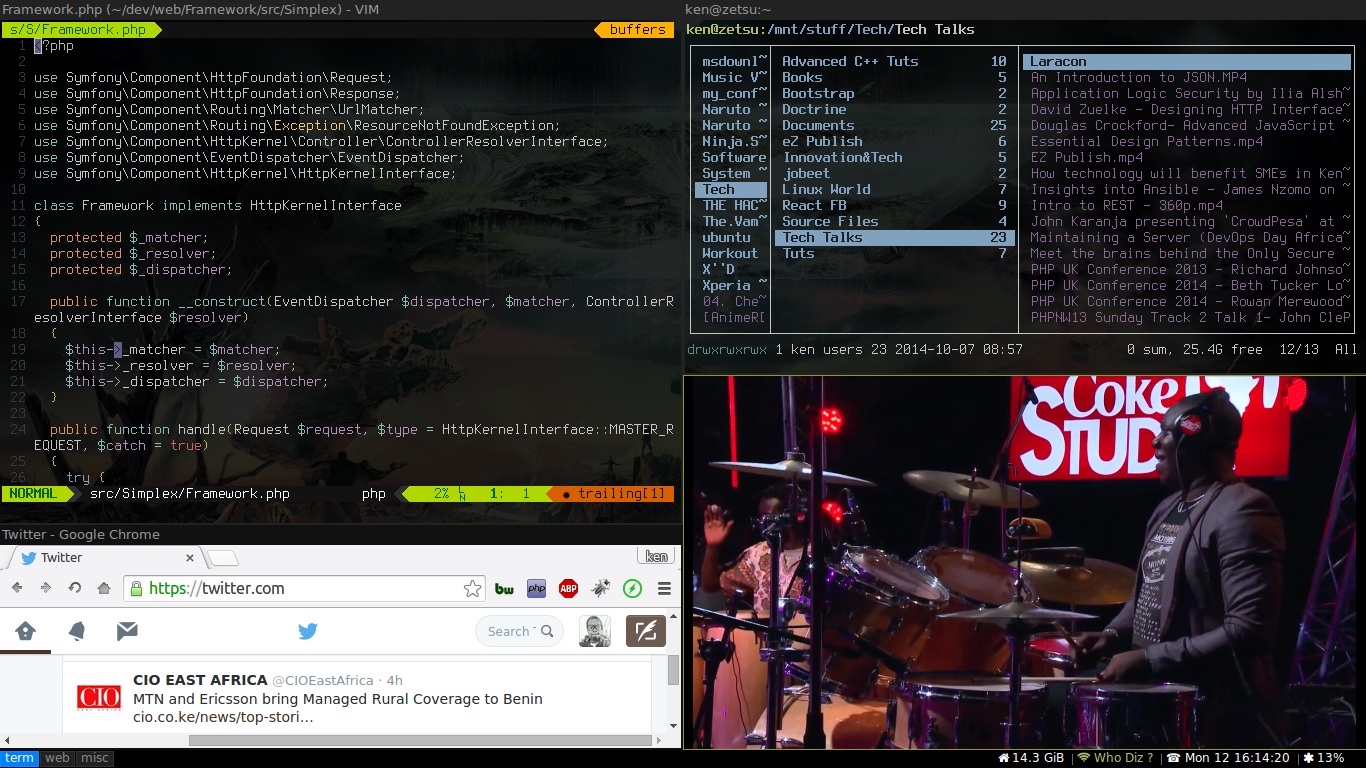 Framework.php (~/dev/web/Framework/src/Simplex) - VIM
s/S/Framework.php buffers
1 <?php
2
3 use Symfony\Component\HttpFoundation\Request;
4 use Symfony\Component\HttpFoundation\Response;
5 use Symfony\Component\Routing\Matcher\UrlMatcher;
6 use Symfony\Component\Routing\Exception\ResourceNotFoundException;
7 use Symfony\Component\HttpKernel\Controller\ControllerResolverInterface;
8 use Symfony\Component\EventDispatcher\EventDispatcher;
9 use Symfony\Component\HttpKernel\HttpKernelInterface;
10
11 class Framework implements HttpKernelInterface
12 {
13 protected $_matcher;
14 protected $_resolver;
15 protected $_dispatcher;
16
17 public function __construct(EventDispatcher $dispatcher, $matcher, ControllerR
esolverInterface $resolver)
18 {
19 $this->_matcher = $matcher;
20 $this->_resolver = $resolver;
21 $this->_dispatcher = $dispatcher;
22 }
23
24 public function handle(Request $request, $type = HttpKernelInterface::MASTER_R
EQUEST, $catch = true)
25 {
26 try {
NORMAL src/Simplex/Framework.php php 2% LN 1: 1 ● trailing[1]
Twitter - Google Chrome
Twitter × ken
https://twitter.com bw php ABP
Search
CIO CIO EAST AFRICA @CIOEastAfrica · 4h
MTN and Ericsson bring Managed Rural Coverage to Benin
cio.co.ke/news/top-stori…
ken@zetsu:~
ken@zetsu:/mnt/stuff/Tech/Tech Talks
msdownl~ Advanced C++ Tuts 10 Laracon
Music V~ Books 5 An Introduction to JSON.MP4
my_conf~ Bootstrap 2 Application Logic Security by Ilia Alsh~
Naruto ~ Doctrine 2 David Zuelke - Designing HTTP Interface~
Naruto ~ Documents 25 Douglas Crockford- Advanced JavaScript ~
Ninja.S~ eZ Publish 6 Essential Design Patterns.mp4
Software Innovation&Tech 5 EZ Publish.mp4
System ~ jobeet 2 How technology will benefit SMEs in Ken~
Tech Linux World 7 Insights into Ansible - James Nzomo on ~
THE HAC~ React FB 9 Intro to REST - 360p.mp4
The.Vam~ Source Files 4 John Karanja presenting 'CrowdPesa' at ~
ubuntu Tech Talks 23 Maintaining a Server (DevOps Day Africa~
Workout Tuts 7 Meet the brains behind the Only Secure ~
X''D PHP UK Conference 2013 - Richard Johnso~
Xperia ~ PHP UK Conference 2014 - Beth Tucker Lo~
04. Che~ PHP UK Conference 2014 - Rowan Merewood~
[AnimeR[ PHPNW13 Sunday Track 2 Talk 1- John CleP
drwxrwxrwx 1 ken users 23 2014-10-07 08:57 0 sum, 25.4G free 12/13 All
Coke
STUD
term web misc 14.3 GiB | Who Diz ? | Mon 12 16:14:20 | 13%